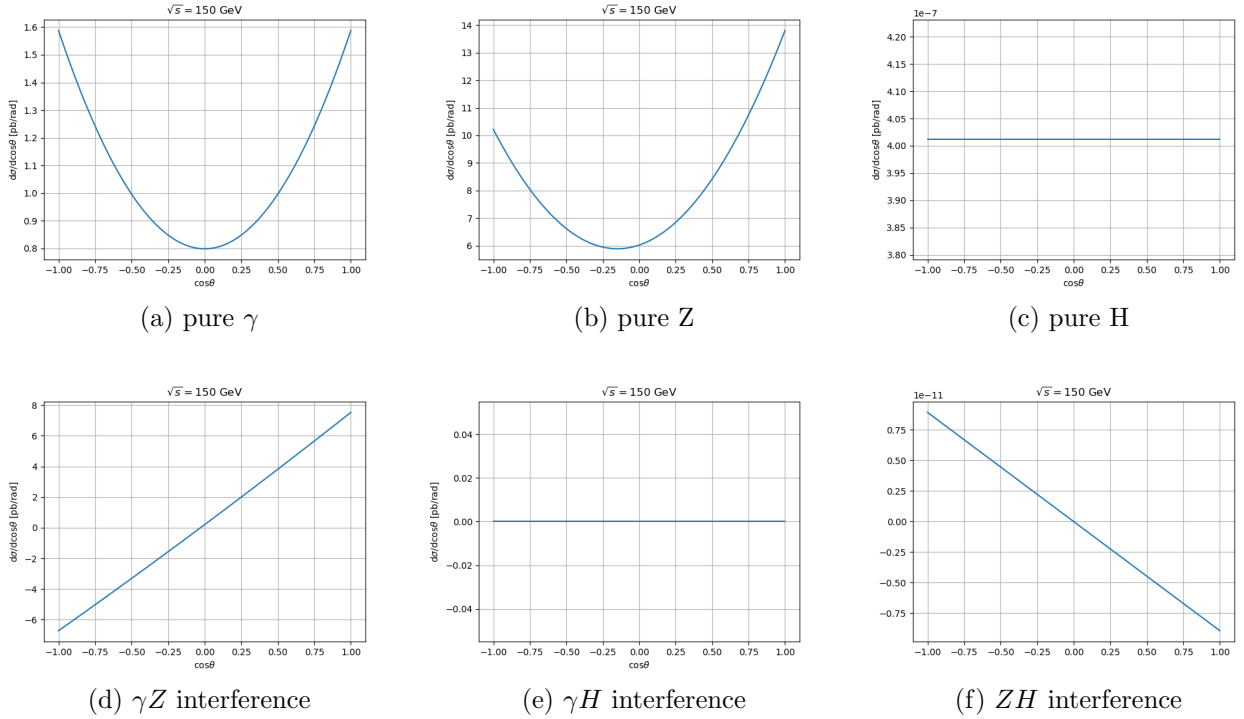 √s = 150 GeV
dσ/dcosθ [pb/rad]
1.6
1.5
1.4
1.3
1.2
1.1
1.0
0.9
0.8
−1.00 −0.75 −0.50 −0.25 0.00 0.25 0.50 0.75 1.00
cosθ
(a) pure γ
√s = 150 GeV
dσ/dcosθ [pb/rad]
14
13
12
11
10
9
8
7
6
−1.00 −0.75 −0.50 −0.25 0.00 0.25 0.50 0.75 1.00
cosθ
(b) pure Z
1e−7
√s = 150 GeV
dσ/dcosθ [pb/rad]
4.20
4.15
4.10
4.05
4.00
3.95
3.90
3.85
3.80
−1.00 −0.75 −0.50 −0.25 0.00 0.25 0.50 0.75 1.00
cosθ
(c) pure H
√s = 150 GeV
dσ/dcosθ [pb/rad]
8
6
4
2
0
−2
−4
−6
−1.00 −0.75 −0.50 −0.25 0.00 0.25 0.50 0.75 1.00
cosθ
(d) γZ interference
√s = 150 GeV
dσ/dcosθ [pb/rad]
0.04
0.02
0.00
−0.02
−0.04
−1.00 −0.75 −0.50 −0.25 0.00 0.25 0.50 0.75 1.00
cosθ
(e) γH interference
1e−11
√s = 150 GeV
dσ/dcosθ [pb/rad]
0.75
0.50
0.25
0.00
−0.25
−0.50
−0.75
−1.00 −0.75 −0.50 −0.25 0.00 0.25 0.50 0.75 1.00
cosθ
(f) ZH interference